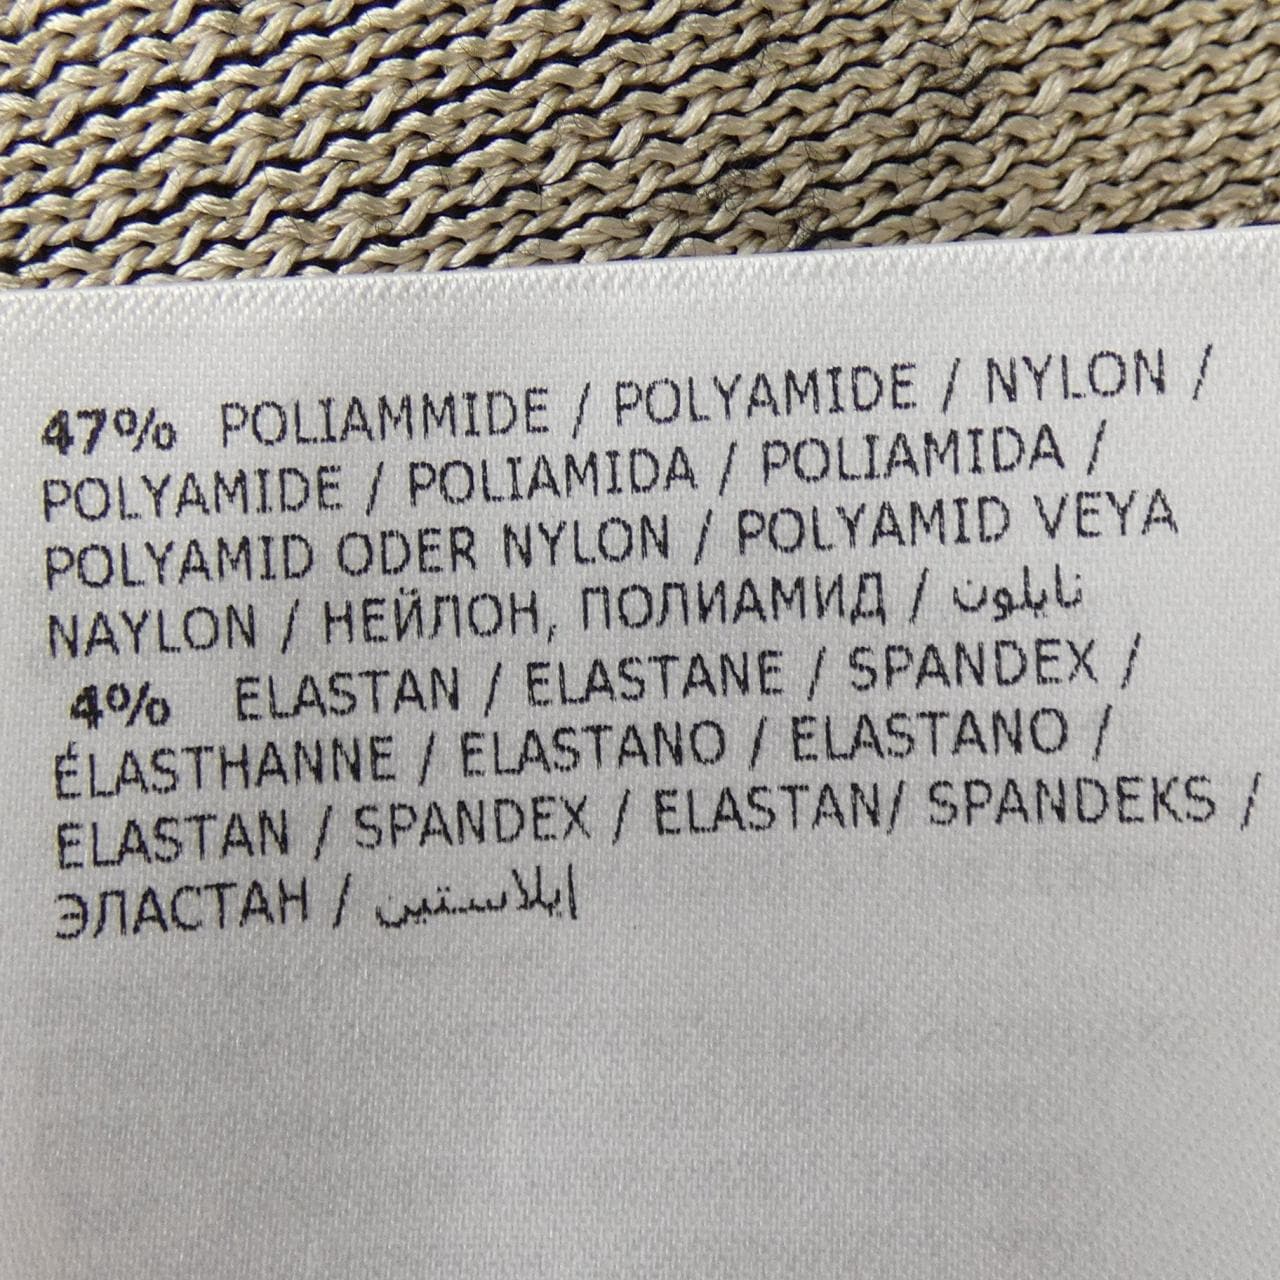 47% POLIAMMIDE / POLYAMIDE / NYLON /
POLYAMIDE / POLIAMIDA / POLIAMIDA /
POLYAMID ODER NYLON / POLYAMID VEYA
NAYLON / НЕЙЛОН, ПОЛИАМИД / نايلون
4% ELASTAN / ELASTANE / SPANDEX /
ÉLASTHANNE / ELASTANO / ELASTANO /
ELASTAN / SPANDEX / ELASTAN/ SPANDEKS /
ЭЛАСТАН / ايلاستين